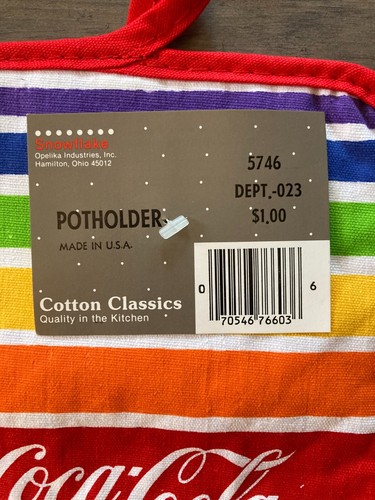 Snowflake
Opelika Industries, Inc.
Hamilton, Ohio 45012
5746
DEPT.-023
$1.00
POTHOLDER
MADE IN U.S.A.
Cotton Classics
Quality in the Kitchen
0 70546 76603 6
Coca-Cola